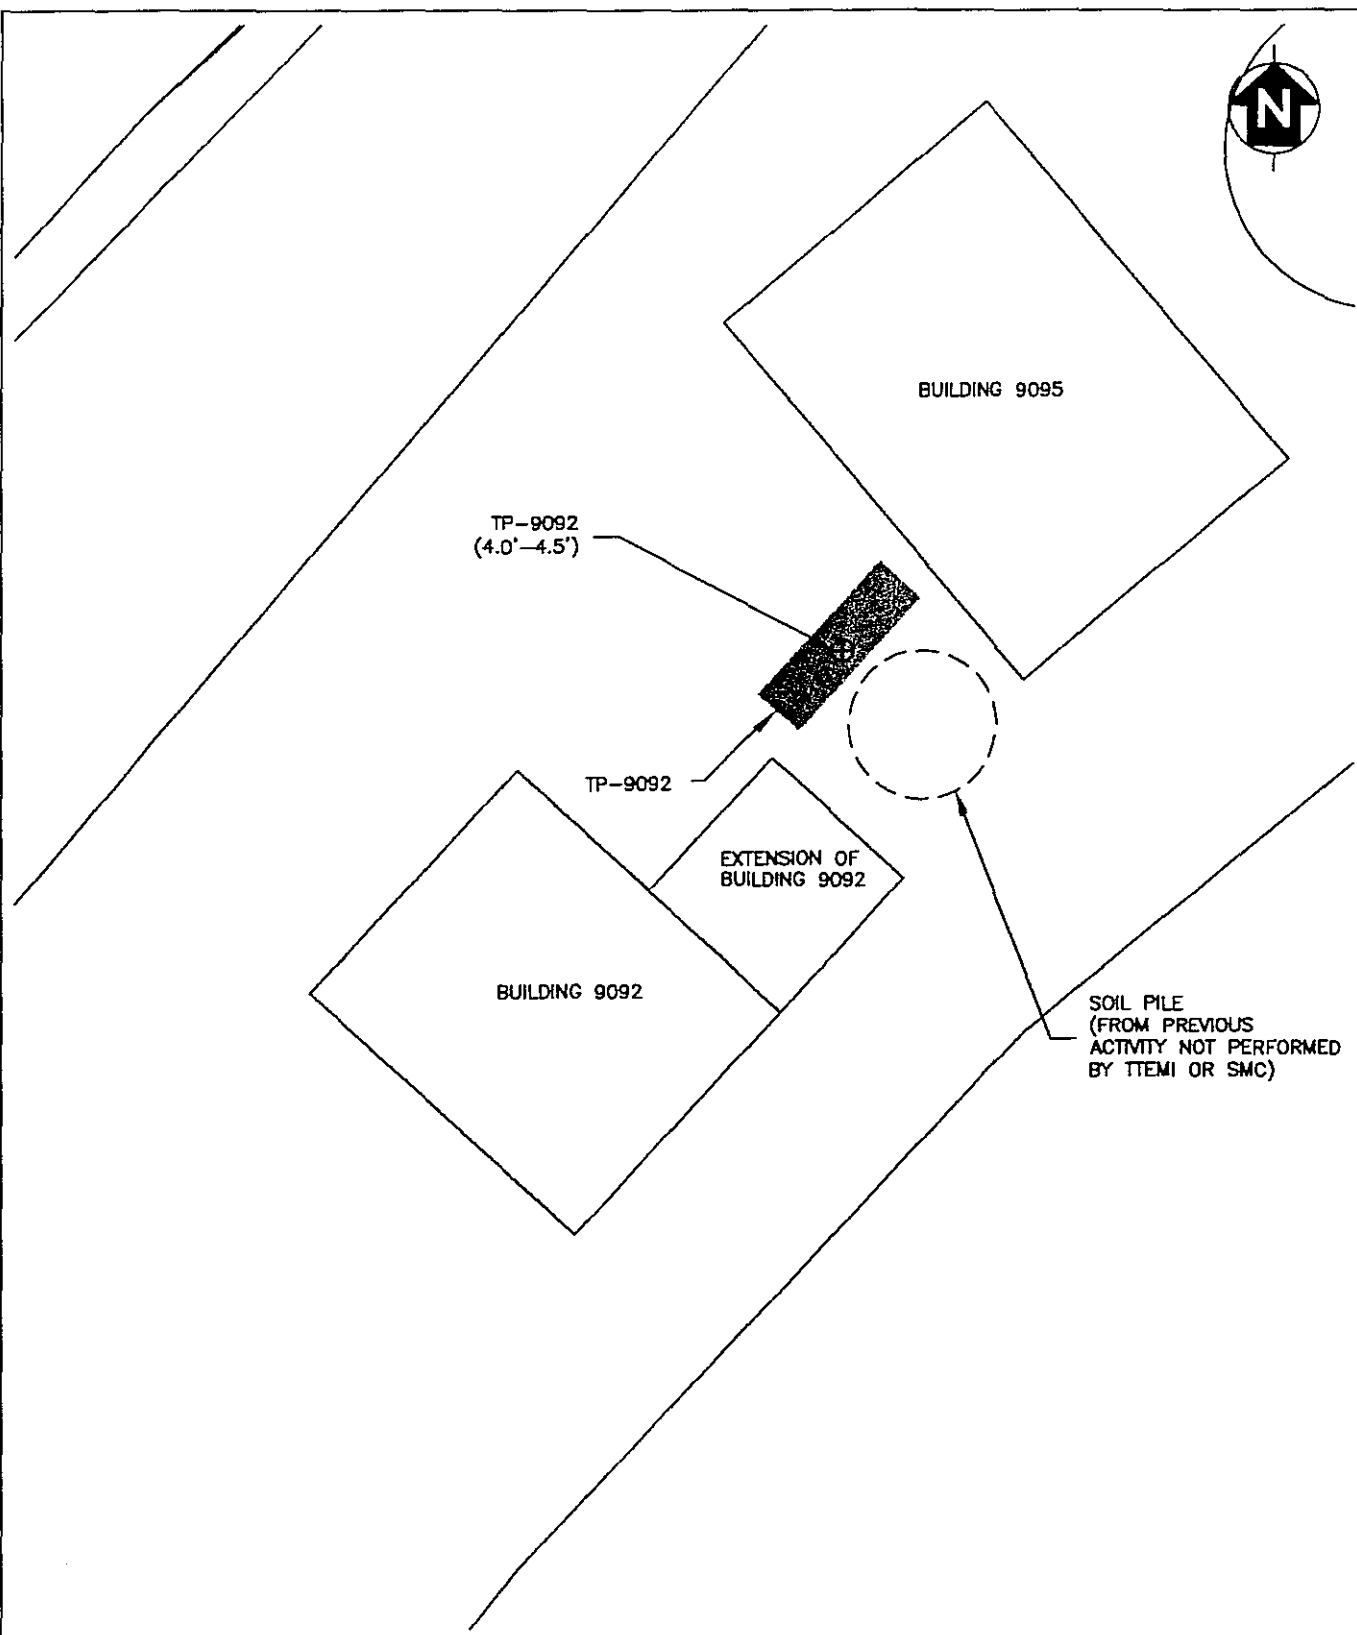 N
BUILDING 9095
TP-9092
(4.0'-4.5')
TP-9092
EXTENSION OF
BUILDING 9092
BUILDING 9092
SOIL PILE
(FROM PREVIOUS
ACTIVITY NOT PERFORMED
BY TTEMI OR SMC)